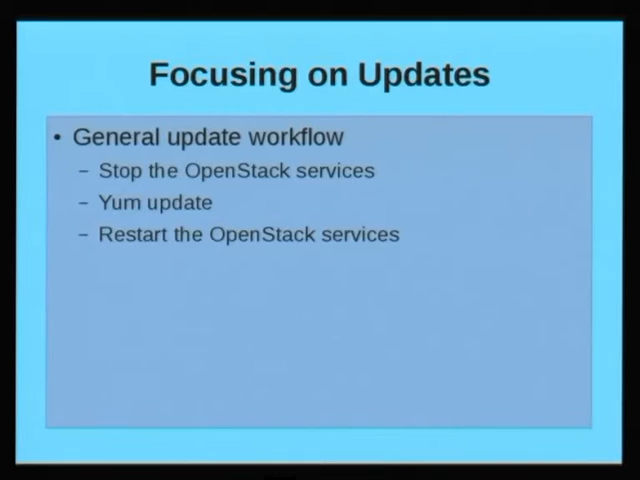 Focusing on Updates
• General update workflow
– Stop the OpenStack services
– Yum update
– Restart the OpenStack services